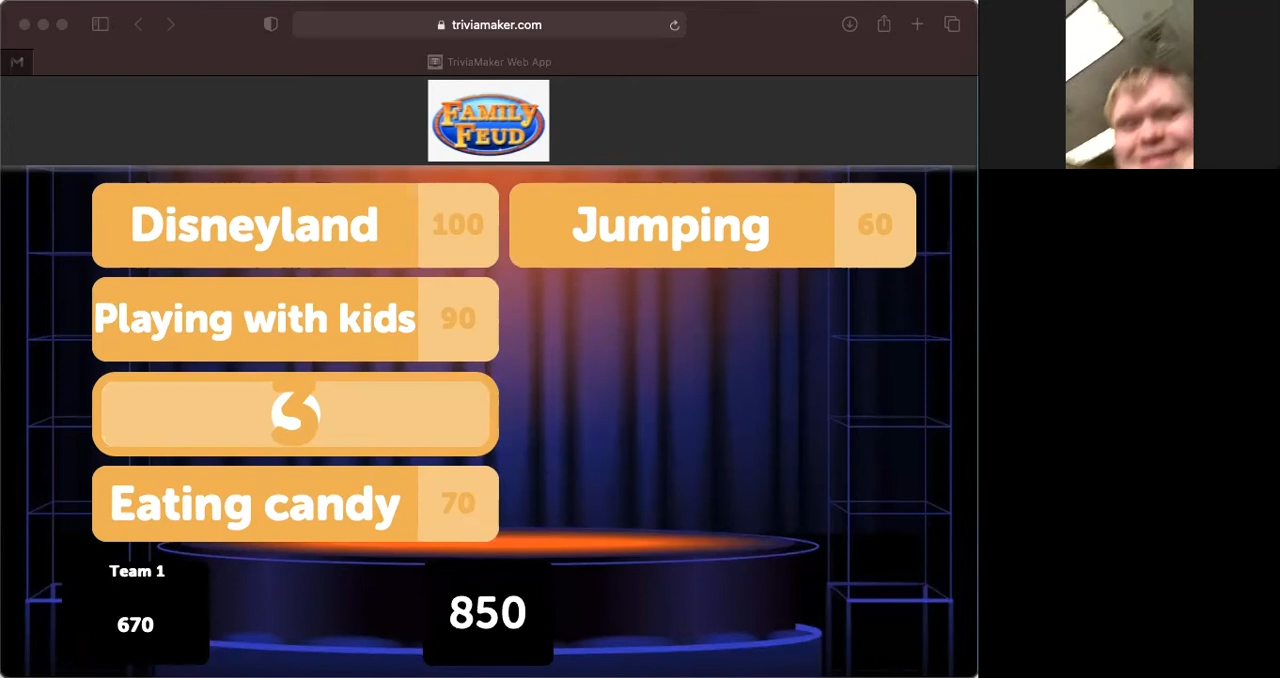 triviamaker.com
TriviaMaker Web App
FAMILY
FEUD
Disneyland 100
Jumping 60
Playing with kids 90
3
Eating candy 70
Team 1
670
850